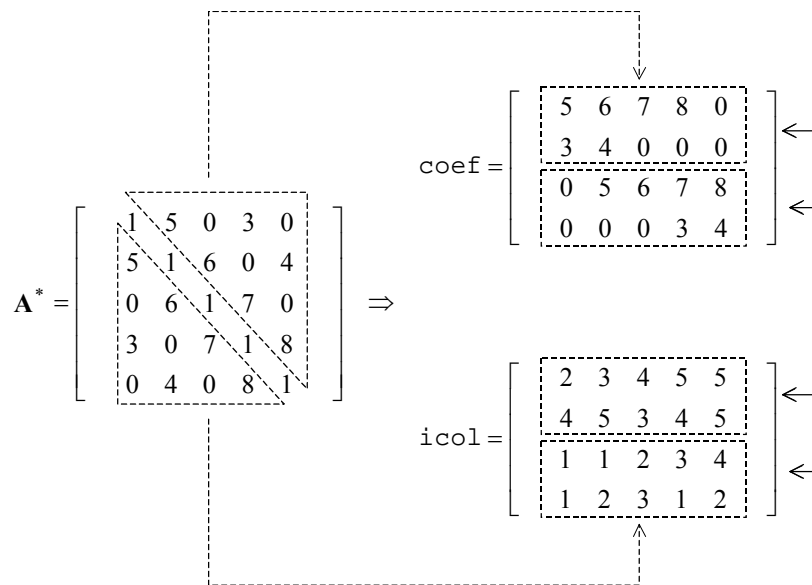 5 6 7 8 0
3 4 0 0 0
coef =
0 5 6 7 8
0 0 0 3 4
1 5 0 3 0
5 1 6 0 4
A* =
0 6 1 7 0
⇒
3 0 7 1 8
0 4 0 8 1
2 3 4 5 5
4 5 3 4 5
icol =
1 1 2 3 4
1 2 3 1 2